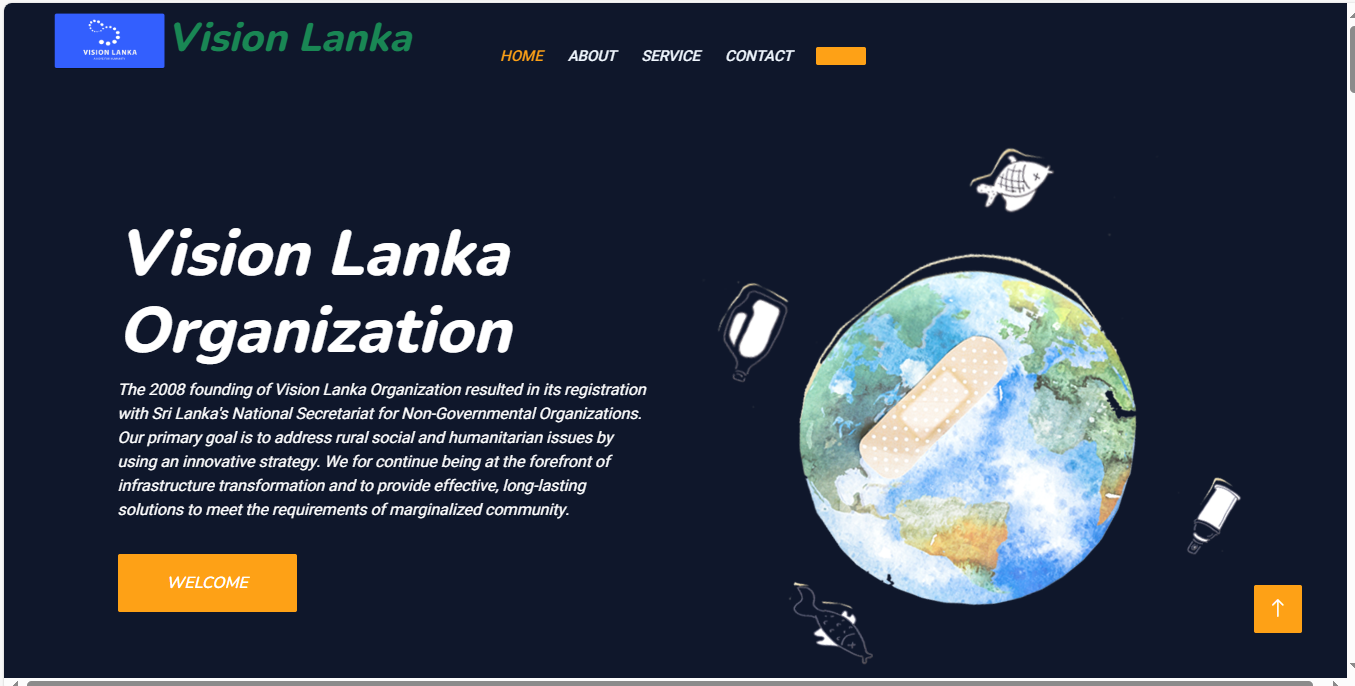 VISION LANKA
Vision Lanka
HOME ABOUT SERVICE CONTACT
Vision Lanka
Organization
The 2008 founding of Vision Lanka Organization resulted in its registration
with Sri Lanka's National Secretariat for Non-Governmental Organizations.
Our primary goal is to address rural social and humanitarian issues by
using an innovative strategy. We for continue being at the forefront of
infrastructure transformation and to provide effective, long-lasting
solutions to meet the requirements of marginalized community.
WELCOME